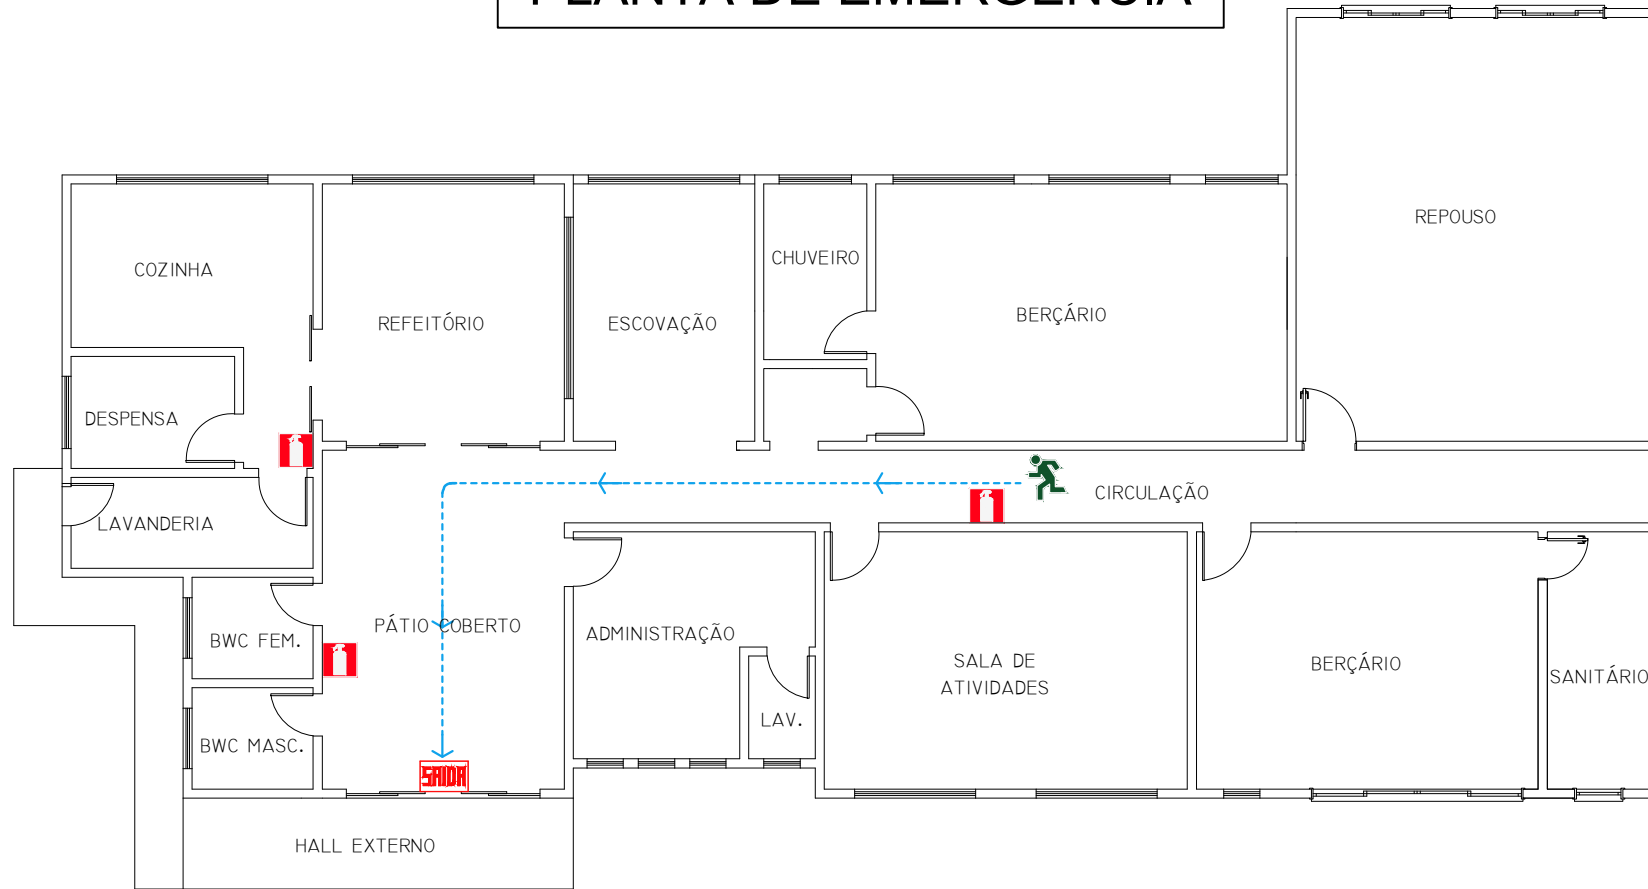 PLANTA DE EMERGÊNCIA
REPOUSO
CHUVEIRO
COZINHA
BERÇÁRIO
REFEITÓRIO
ESCOVAÇÃO
DESPENSA
CIRCULAÇÃO
LAVANDERIA
PÁTIO COBERTO
ADMINISTRAÇÃO
BWC FEM.
SALA DE
ATIVIDADES
BERÇÁRIO
SANITÁRIO
LAV.
BWC MASC.
SAIDA
HALL EXTERNO